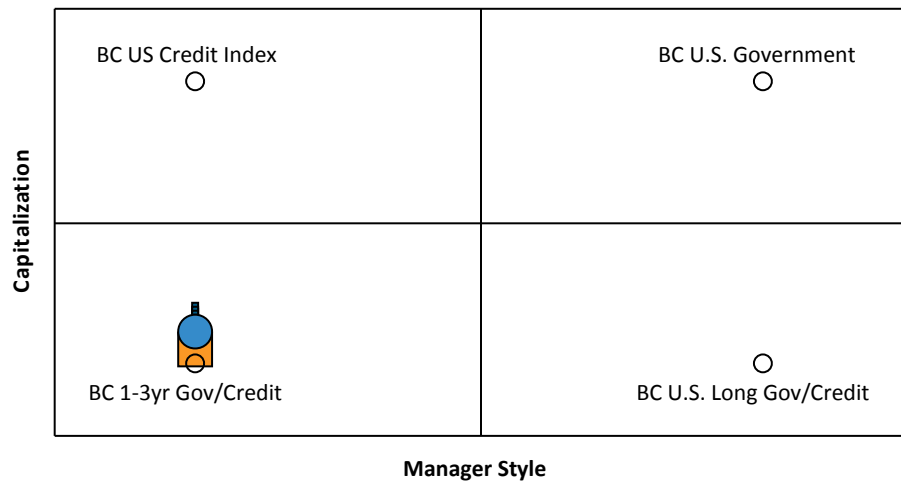 BC US Credit Index
BC U.S. Government
Capitalization
BC 1-3yr Gov/Credit
BC U.S. Long Gov/Credit
Manager Style